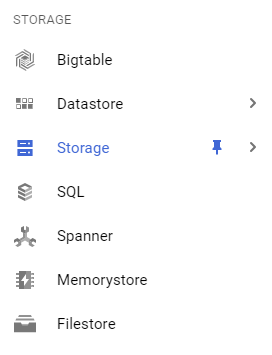 STORAGE
Bigtable
Datastore
Storage
SQL
Spanner
Memorystore
Filestore